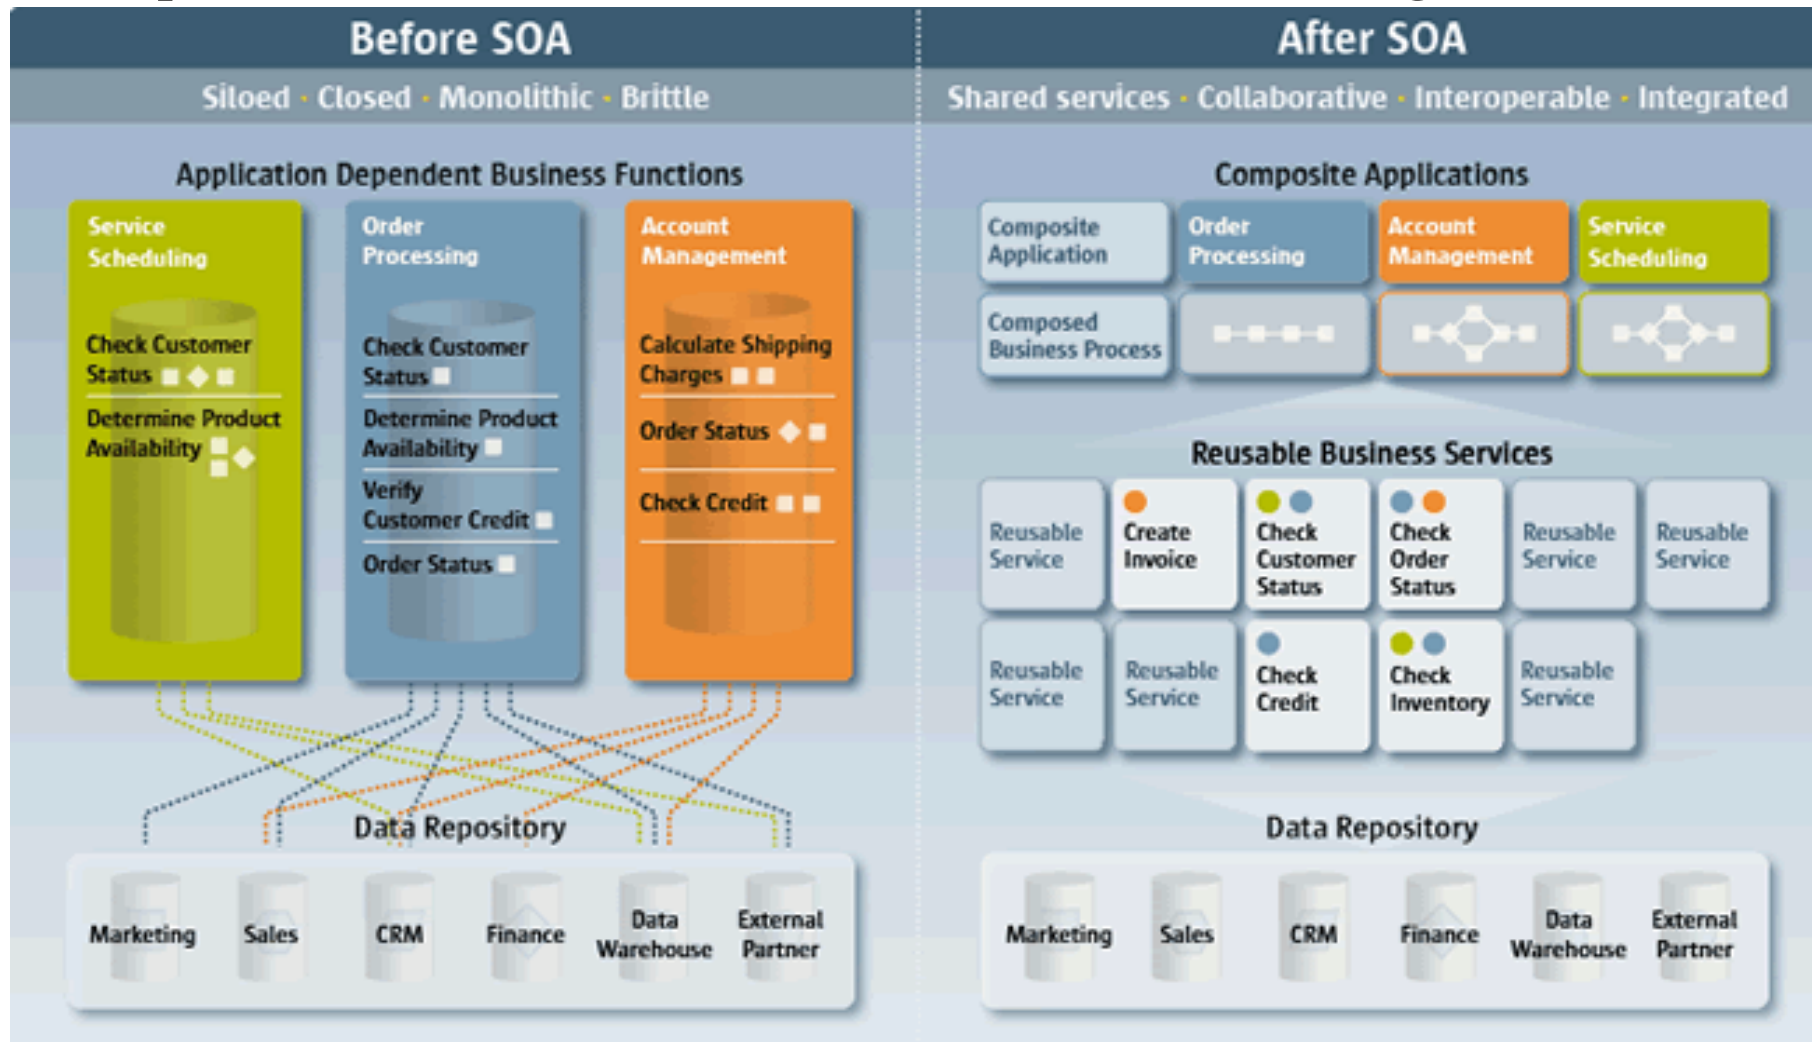 Before SOA
Siloed · Closed · Monolithic · Brittle
Application Dependent Business Functions
Service
Scheduling
Check Customer
Status
Determine Product
Availability
Order
Processing
Check Customer
Status
Determine Product
Availability
Verify
Customer Credit
Order Status
Account
Management
Calculate Shipping
Charges
Order Status
Check Credit
Data Repository
Marketing
Sales
CRM
Finance
Data
Warehouse
External
Partner
After SOA
Shared services · Collaborative · Interoperable · Integrated
Composite Applications
Composite
Application
Order
Processing
Account
Management
Service
Scheduling
Composed
Business Process
Reusable Business Services
Reusable
Service
Create
Invoice
Check
Customer
Status
Check
Order
Status
Reusable
Service
Reusable
Service
Reusable
Service
Reusable
Service
Check
Credit
Check
Inventory
Reusable
Service
Data Repository
Marketing
Sales
CRM
Finance
Data
Warehouse
External
Partner